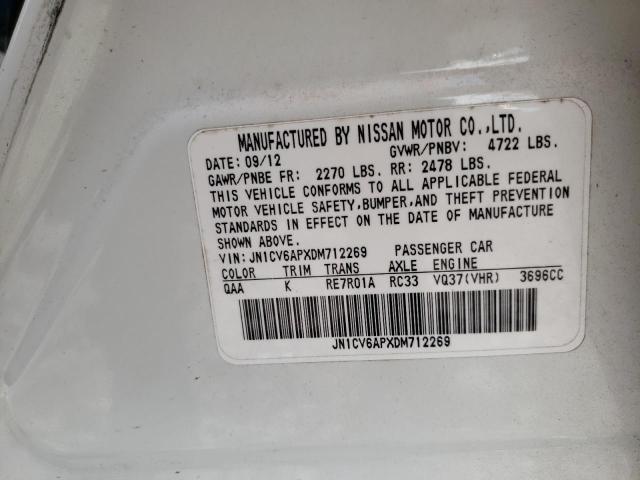 MANUFACTURED BY NISSAN MOTOR CO.,LTD.
DATE: 09/12 GVWR/PNBV: 4722 LBS.
GAWR/PNBE FR: 2270 LBS. RR: 2478 LBS.
THIS VEHICLE CONFORMS TO ALL APPLICABLE FEDERAL
MOTOR VEHICLE SAFETY,BUMPER,AND THEFT PREVENTION
STANDARDS IN EFFECT ON THE DATE OF MANUFACTURE
SHOWN ABOVE.
VIN: JN1CV6APXDM712269 PASSENGER CAR
COLOR TRIM TRANS AXLE ENGINE
QAA K RE7R01A RC33 VQ37(VHR) 3696CC
JN1CV6APXDM712269